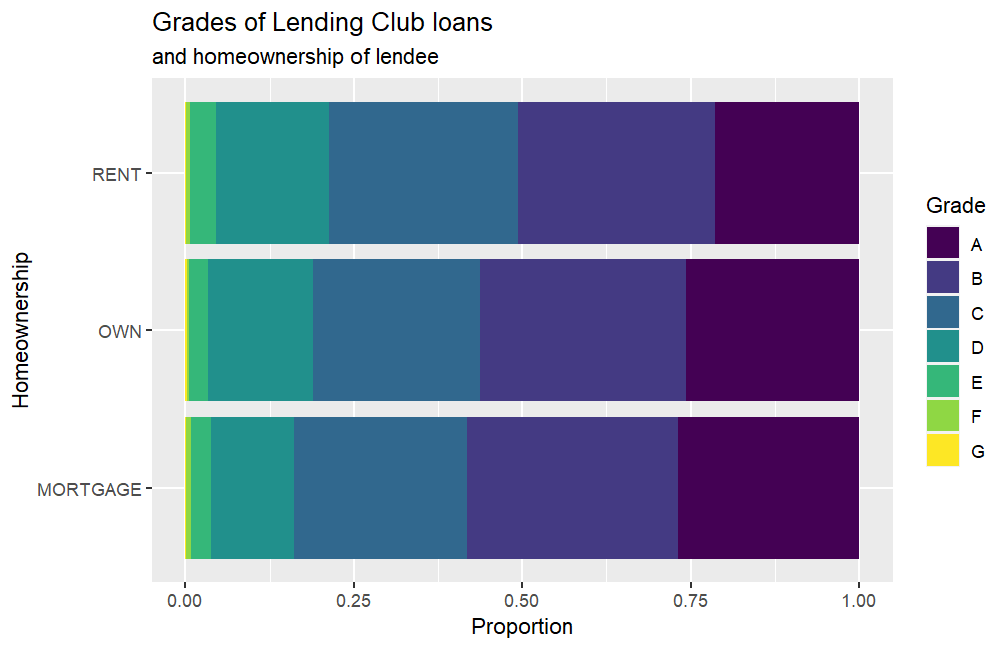 Grades of Lending Club loans
and homeownership of lendee
Homeownership
RENT
OWN
MORTGAGE
0.00 0.25 0.50 0.75 1.00
Proportion
Grade
A
B
C
D
E
F
G